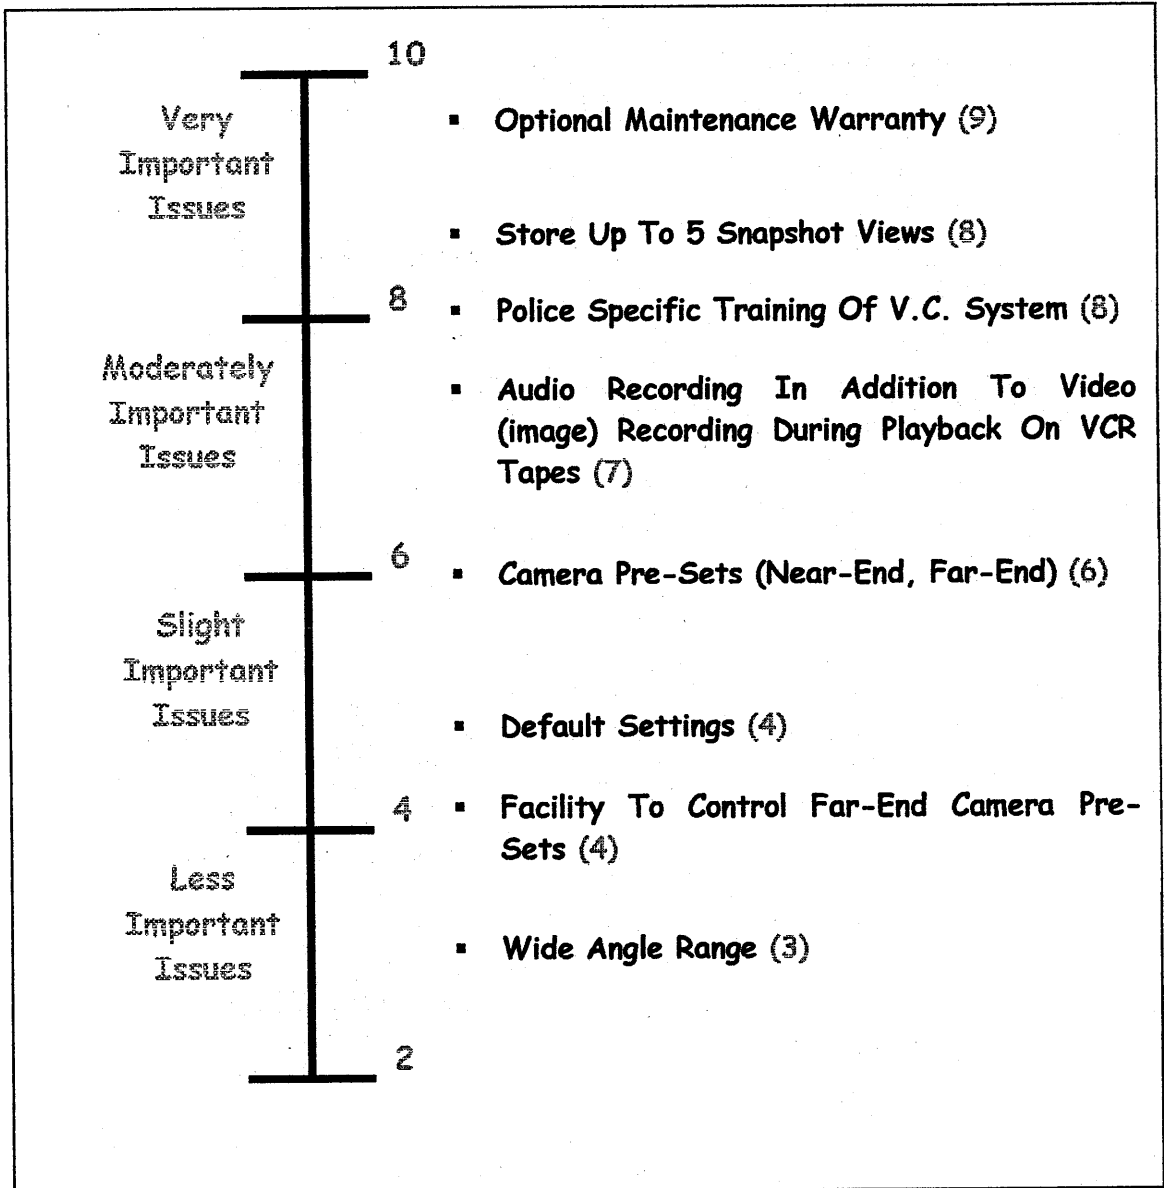 10
Very
Important
Issues
▪ Optional Maintenance Warranty (9)
▪ Store Up To 5 Snapshot Views (8)
8
▪ Police Specific Training Of V.C. System (8)
Moderately
Important
Issues
▪ Audio Recording In Addition To Video
(image) Recording During Playback On VCR
Tapes (7)
6
▪ Camera Pre-Sets (Near-End, Far-End) (6)
Slight
Important
Issues
▪ Default Settings (4)
4
▪ Facility To Control Far-End Camera Pre-
Sets (4)
Less
Important
Issues
▪ Wide Angle Range (3)
2